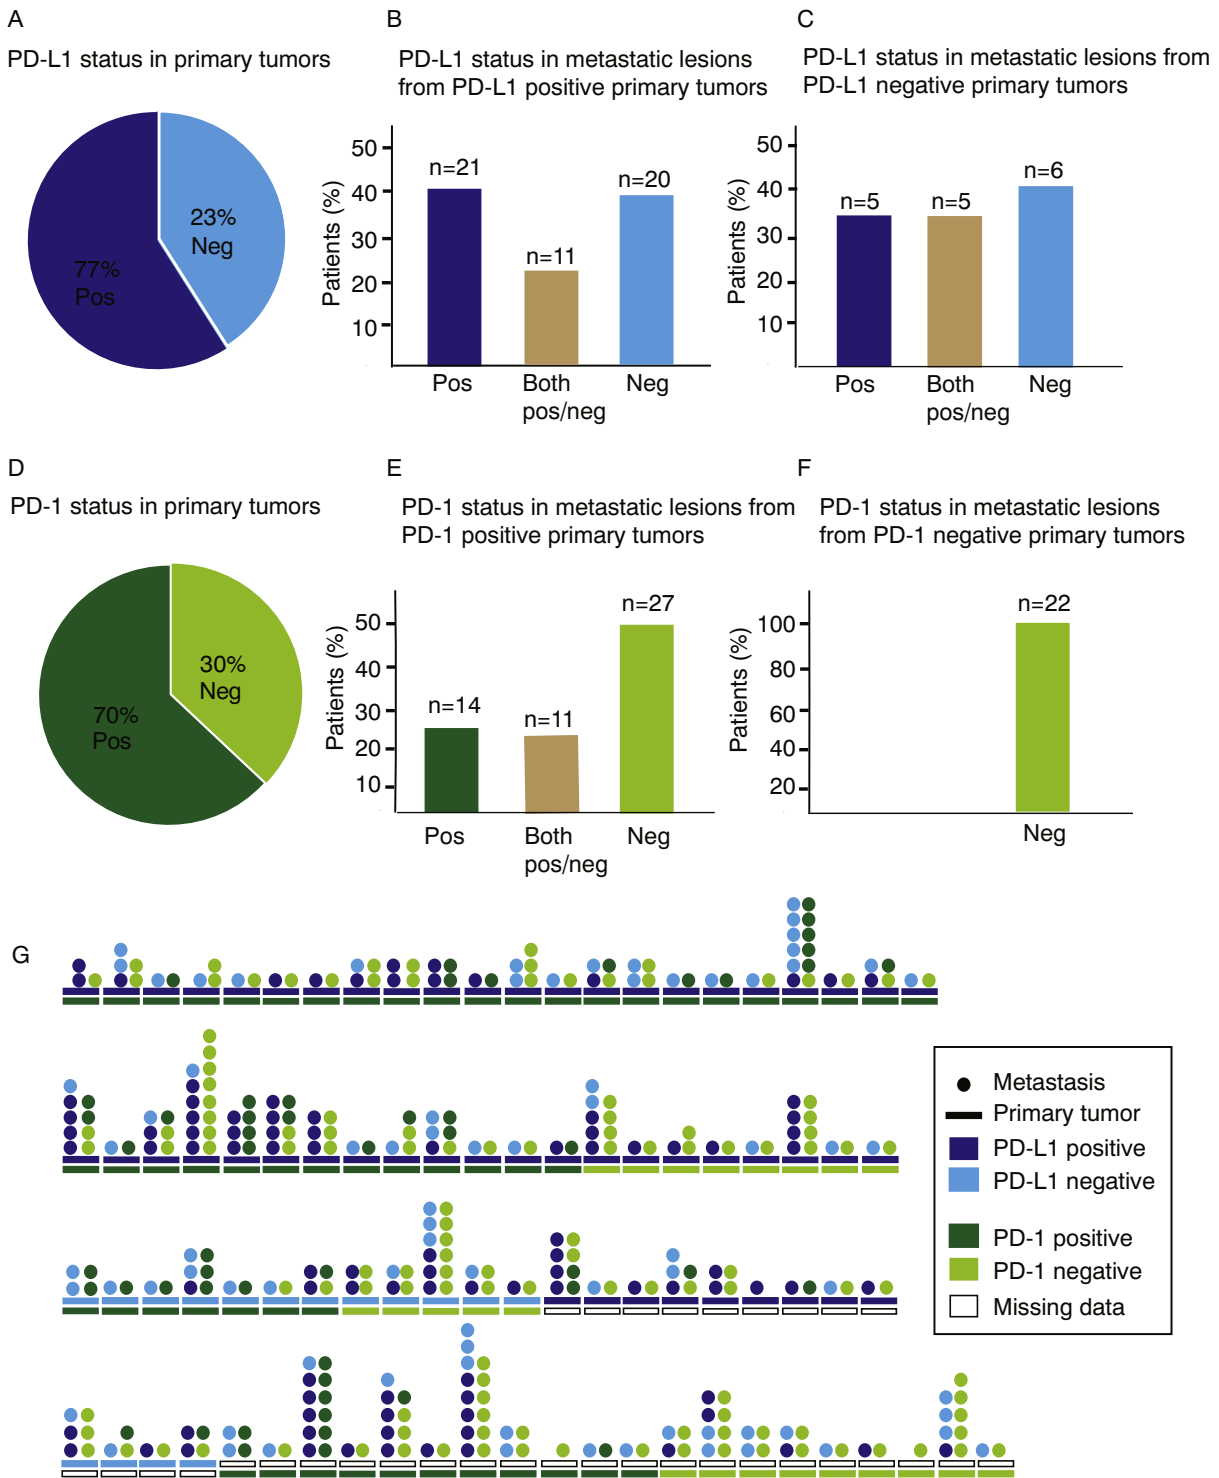 A
PD-L1 status in primary tumors
77%
Pos
23%
Neg
B
PD-L1 status in metastatic lesions
from PD-L1 positive primary tumors
Patients (%)
50
40
30
20
10
n=21
n=11
n=20
Pos
Both
pos/neg
Neg
C
PD-L1 status in metastatic lesions from
PD-L1 negative primary tumors
Patients (%)
50
40
30
20
10
n=5
n=5
n=6
Pos
Both
pos/neg
Neg
D
PD-1 status in primary tumors
70%
Pos
30%
Neg
E
PD-1 status in metastatic lesions from
PD-1 positive primary tumors
Patients (%)
50
40
30
20
10
n=14
n=11
n=27
Pos
Both
pos/neg
Neg
F
PD-1 status in metastatic lesions
from PD-1 negative primary tumors
Patients (%)
100
80
60
40
20
n=22
Neg
G
Metastasis
Primary tumor
PD-L1 positive
PD-L1 negative
PD-1 positive
PD-1 negative
Missing data